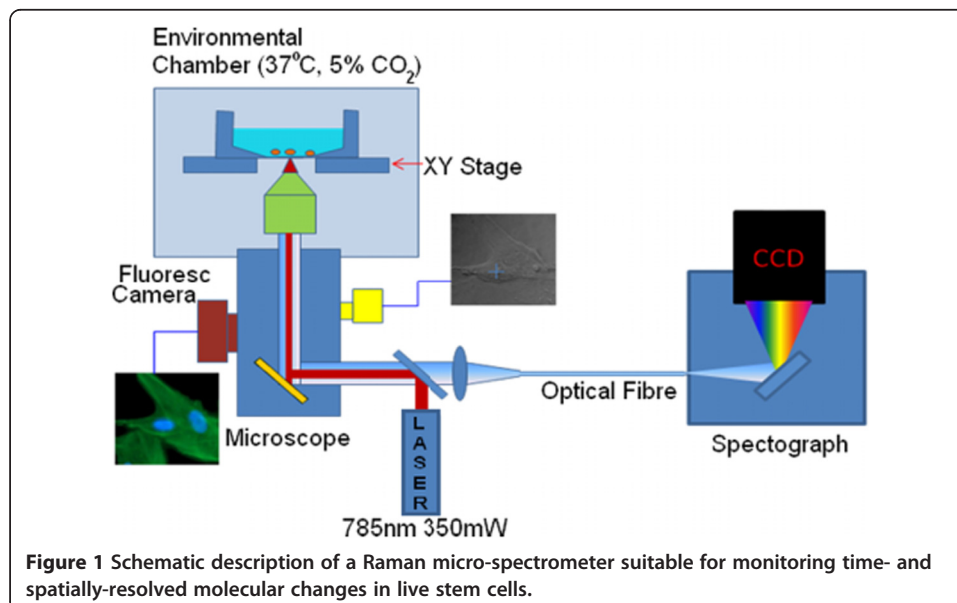 Environmental
Chamber (37°C, 5% CO2)
XY Stage
Fluoresc
Camera
CCD
Optical Fibre
Microscope
Spectograph
LASER
785nm 350mW
Figure 1 Schematic description of a Raman micro-spectrometer suitable for monitoring time- and
spatially-resolved molecular changes in live stem cells.